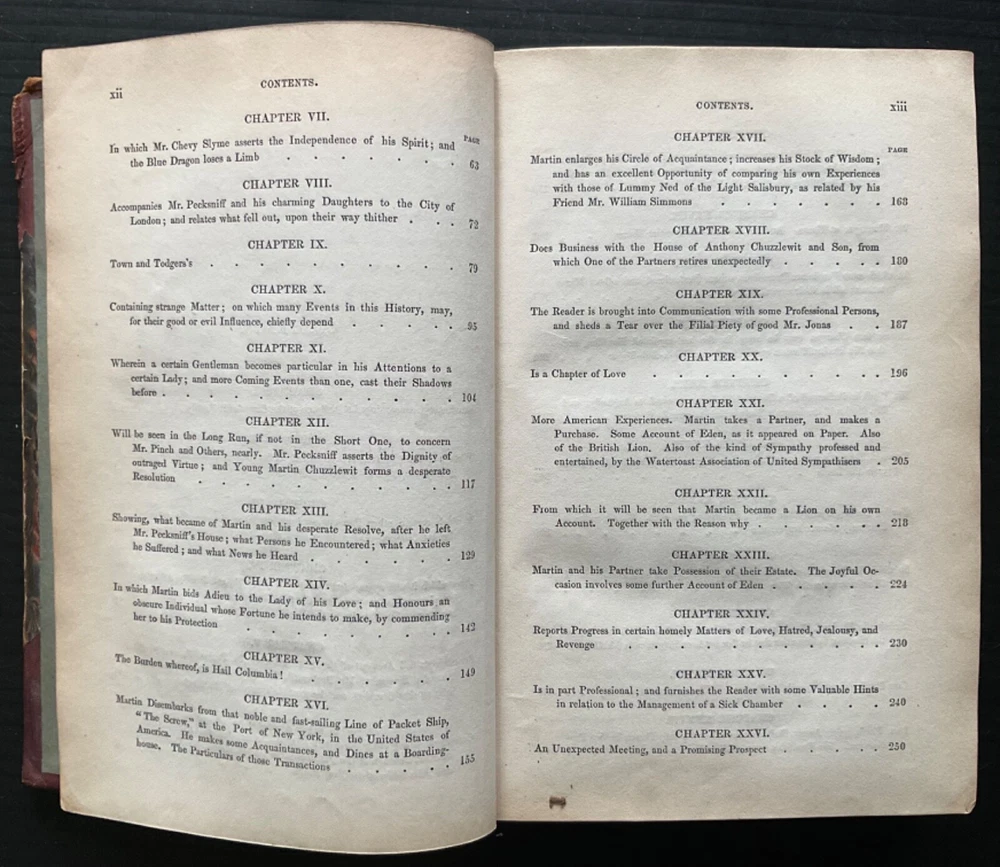 xii
CONTENTS.
CHAPTER VII.
PAGE
In which Mr. Chevy Slyme asserts the Independence of his Spirit; and
the Blue Dragon loses a Limb . . . . . . . 63
CHAPTER VIII.
Accompanies Mr. Pecksniff and his charming Daughters to the City of
London; and relates what fell out, upon their way thither . . . 72
CHAPTER IX.
Town and Todgers's . . . . . . . . . . 79
CHAPTER X.
Containing strange Matter; on which many Events in this History, may,
for their good or evil Influence, chiefly depend . . . . . 95
CHAPTER XI.
Wherein a certain Gentleman becomes particular in his Attentions to a
certain Lady; and more Coming Events than one, cast their Shadows
before . . . . . . . . . . . 104
CHAPTER XII.
Will be seen in the Long Run, if not in the Short One, to concern
Mr. Pinch and Others, nearly. Mr. Pecksniff asserts the Dignity of
outraged Virtue; and Young Martin Chuzzlewit forms a desperate
Resolution . . . . . . . . . . 117
CHAPTER XIII.
Showing, what became of Martin and his desperate Resolve, after he left
Mr. Pecksniff's House; what Persons he Encountered; what Anxieties
he Suffered; and what News he Heard . . . . . . 129
CHAPTER XIV.
In which Martin bids Adieu to the Lady of his Love; and Honours an
obscure Individual whose Fortune he intends to make, by commending
her to his Protection . . . . . . . . 142
CHAPTER XV.
The Burden whereof, is Hail Columbia! . . . . . . 149
CHAPTER XVI.
Martin Disembarks from that noble and fast-sailing Line of Packet Ship,
"The Screw," at the Port of New York, in the United States of
America. He makes some Acquaintances, and Dines at a Boarding-
house. The Particulars of those Transactions . . . . . 155
CONTENTS.
xiii
CHAPTER XVII.
PAGE
Martin enlarges his Circle of Acquaintance; increases his Stock of Wisdom;
and has an excellent Opportunity of comparing his own Experiences
with those of Lummy Ned of the Light Salisbury, as related by his
Friend Mr. William Simmons . . . . . . . 168
CHAPTER XVIII.
Does Business with the House of Anthony Chuzzlewit and Son, from
which One of the Partners retires unexpectedly . . . . . 180
CHAPTER XIX.
The Reader is brought into Communication with some Professional Persons,
and sheds a Tear over the Filial Piety of good Mr. Jonas . . 187
CHAPTER XX.
Is a Chapter of Love . . . . . . . . . 196
CHAPTER XXI.
More American Experiences. Martin takes a Partner, and makes a
Purchase. Some Account of Eden, as it appeared on Paper. Also
of the British Lion. Also of the kind of Sympathy professed and
entertained, by the Watertoast Association of United Sympathisers . 205
CHAPTER XXII.
From which it will be seen that Martin became a Lion on his own
Account. Together with the Reason why . . . . . . 218
CHAPTER XXIII.
Martin and his Partner take Possession of their Estate. The Joyful Oc-
casion involves some further Account of Eden . . . . . 224
CHAPTER XXIV.
Reports Progress in certain homely Matters of Love, Hatred, Jealousy, and
Revenge . . . . . . . . . . 230
CHAPTER XXV.
Is in part Professional; and furnishes the Reader with some Valuable Hints
in relation to the Management of a Sick Chamber . . . . 240
CHAPTER XXVI.
An Unexpected Meeting, and a Promising Prospect . . . . . 250